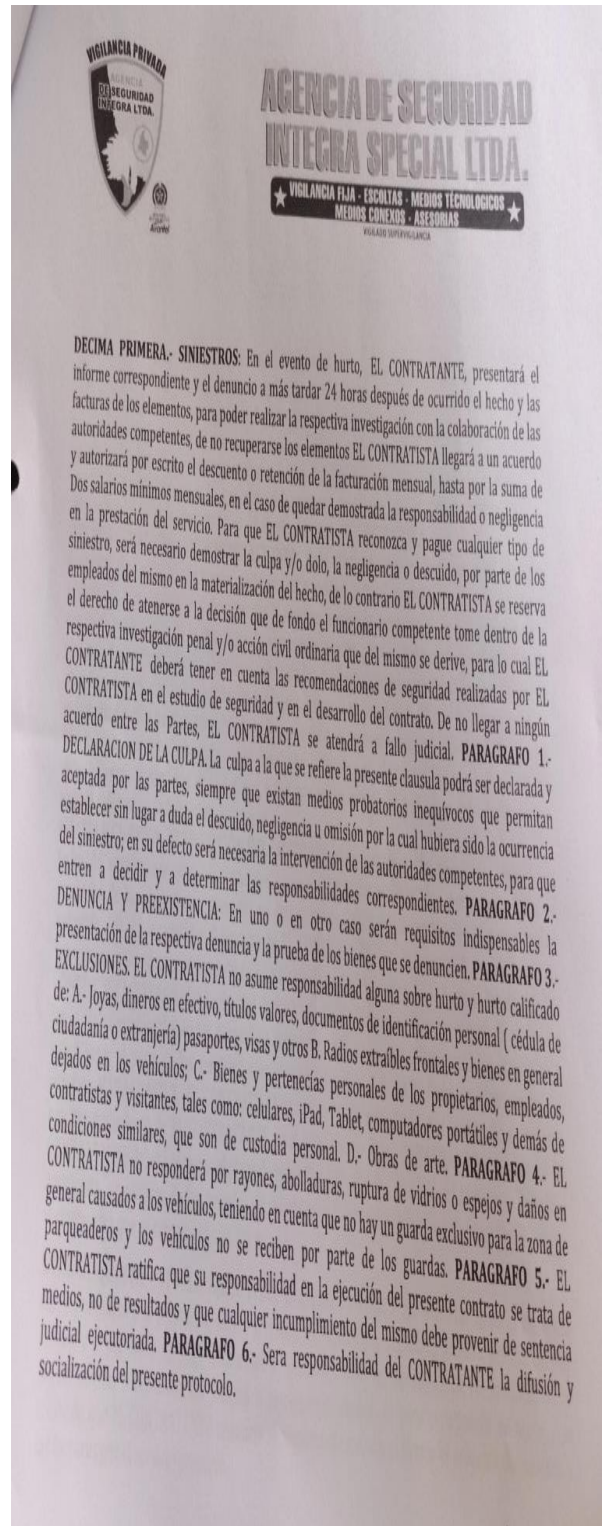 VIGILANCIA PRIVADA
AGENCIA
DE SEGURIDAD
INTEGRA LTDA.
AGENCIA DE SEGURIDAD
INTEGRA SPECIAL LTDA.
VIGILANCIA FIJA - ESCOLTAS - MEDIOS TECNOLOGICOS
MEDIOS CONEXOS - ASESORIAS
VIGILADO SUPERVIGILANCIA
DECIMA PRIMERA.- SINIESTROS: En el evento de hurto, EL CONTRATANTE, presentará el
informe correspondiente y el denuncio a más tardar 24 horas después de ocurrido el hecho y las
facturas de los elementos, para poder realizar la respectiva investigación con la colaboración de las
autoridades competentes, de no recuperarse los elementos EL CONTRATISTA llegará a un acuerdo
y autorizará por escrito el descuento o retención de la facturación mensual, hasta por la suma de
Dos salarios mínimos mensuales, en el caso de quedar demostrada la responsabilidad o negligencia
en la prestación del servicio. Para que EL CONTRATISTA reconozca y pague cualquier tipo de
siniestro, será necesario demostrar la culpa y/o dolo, la negligencia o descuido, por parte de los
empleados del mismo en la materialización del hecho, de lo contrario EL CONTRATISTA se reserva
el derecho de atenerse a la decisión que de fondo el funcionario competente tome dentro de la
respectiva investigación penal y/o acción civil ordinaria que del mismo se derive, para lo cual EL
CONTRATANTE deberá tener en cuenta las recomendaciones de seguridad realizadas por EL
CONTRATISTA en el estudio de seguridad y en el desarrollo del contrato. De no llegar a ningún
acuerdo entre las Partes, EL CONTRATISTA se atendrá a fallo judicial. PARAGRAFO 1.-
DECLARACION DE LA CULPA. La culpa a la que se refiere la presente clausula podrá ser declarada y
aceptada por las partes, siempre que existan medios probatorios inequívocos que permitan
establecer sin lugar a duda el descuido, negligencia u omisión por la cual hubiera sido la ocurrencia
del siniestro; en su defecto será necesaria la intervención de las autoridades competentes, para que
entren a decidir y a determinar las responsabilidades correspondientes. PARAGRAFO 2.-
DENUNCIA Y PREEXISTENCIA: En uno o en otro caso serán requisitos indispensables la
presentación de la respectiva denuncia y la prueba de los bienes que se denuncien. PARAGRAFO 3.-
EXCLUSIONES. EL CONTRATISTA no asume responsabilidad alguna sobre hurto y hurto calificado
de: A.- Joyas, dineros en efectivo, títulos valores, documentos de identificación personal ( cédula de
ciudadanía o extranjería) pasaportes, visas y otros B. Radios extraíbles frontales y bienes en general
dejados en los vehículos; C.- Bienes y pertenecías personales de los propietarios, empleados,
contratistas y visitantes, tales como: celulares, iPad, Tablet, computadores portátiles y demás de
condiciones similares, que son de custodia personal. D.- Obras de arte. PARAGRAFO 4.- EL
CONTRATISTA no responderá por rayones, abolladuras, ruptura de vidrios o espejos y daños en
general causados a los vehículos, teniendo en cuenta que no hay un guarda exclusivo para la zona de
parqueaderos y los vehículos no se reciben por parte de los guardas. PARAGRAFO 5.- EL
CONTRATISTA ratifica que su responsabilidad en la ejecución del presente contrato se trata de
medios, no de resultados y que cualquier incumplimiento del mismo debe provenir de sentencia
judicial ejecutoriada. PARAGRAFO 6.- Sera responsabilidad del CONTRATANTE la difusión y
socialización del presente protocolo.